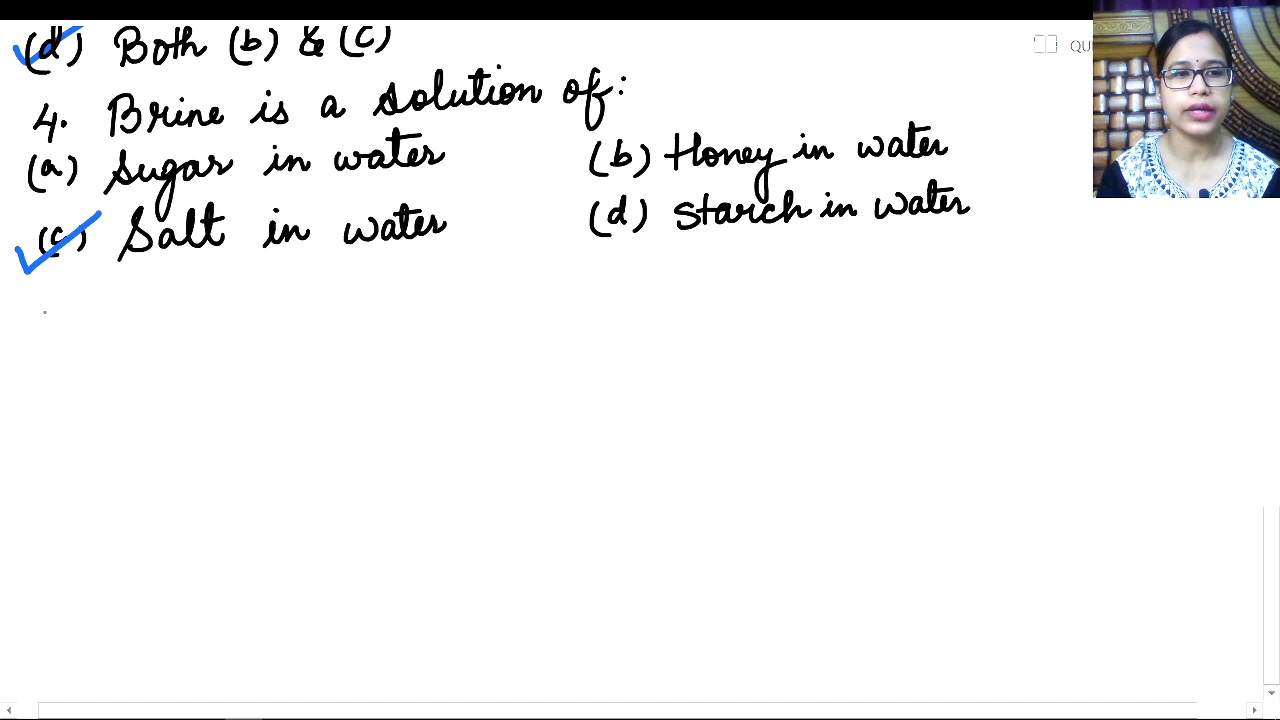 (d) Both (b) & (c)
4. Brine is a solution of:
(a) Sugar in water (b) Honey in water
(c) Salt in water (d) Starch in water